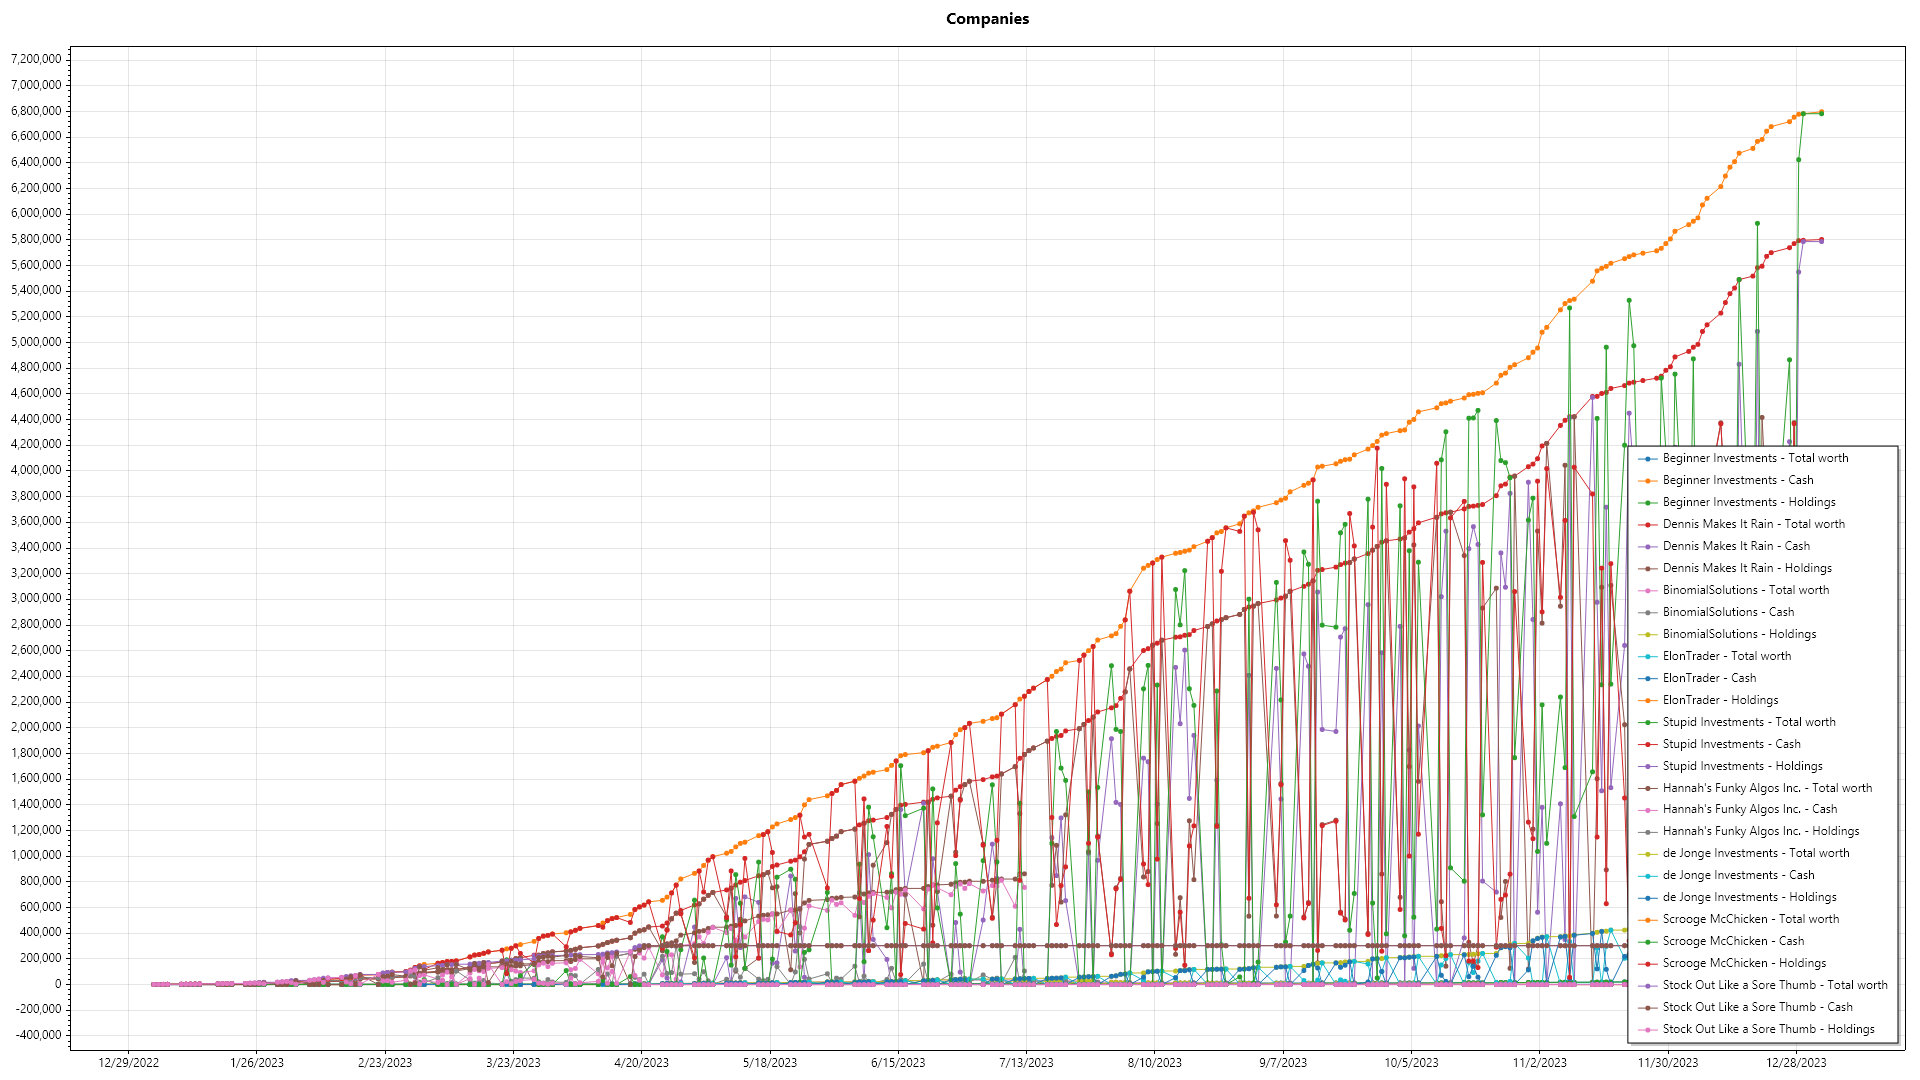 Companies
7,200,000
7,000,000
6,800,000
6,600,000
6,400,000
6,200,000
6,000,000
5,800,000
5,600,000
5,400,000
5,200,000
5,000,000
4,800,000
4,600,000
4,400,000
4,200,000
4,000,000
3,800,000
3,600,000
3,400,000
3,200,000
3,000,000
2,800,000
2,600,000
2,400,000
2,200,000
2,000,000
1,800,000
1,600,000
1,400,000
1,200,000
1,000,000
800,000
600,000
400,000
200,000
0
-200,000
-400,000
12/29/2022
1/26/2023
2/23/2023
3/23/2023
4/20/2023
5/18/2023
6/15/2023
7/13/2023
8/10/2023
9/7/2023
10/5/2023
11/2/2023
11/30/2023
12/28/2023
Beginner Investments - Total worth
Beginner Investments - Cash
Beginner Investments - Holdings
Dennis Makes It Rain - Total worth
Dennis Makes It Rain - Cash
Dennis Makes It Rain - Holdings
BinomialSolutions - Total worth
BinomialSolutions - Cash
BinomialSolutions - Holdings
ElonTrader - Total worth
ElonTrader - Cash
ElonTrader - Holdings
Stupid Investments - Total worth
Stupid Investments - Cash
Stupid Investments - Holdings
Hannah's Funky Algos Inc. - Total worth
Hannah's Funky Algos Inc. - Cash
Hannah's Funky Algos Inc. - Holdings
de Jonge Investments - Total worth
de Jonge Investments - Cash
de Jonge Investments - Holdings
Scrooge McChicken - Total worth
Scrooge McChicken - Cash
Scrooge McChicken - Holdings
Stock Out Like a Sore Thumb - Total worth
Stock Out Like a Sore Thumb - Cash
Stock Out Like a Sore Thumb - Holdings